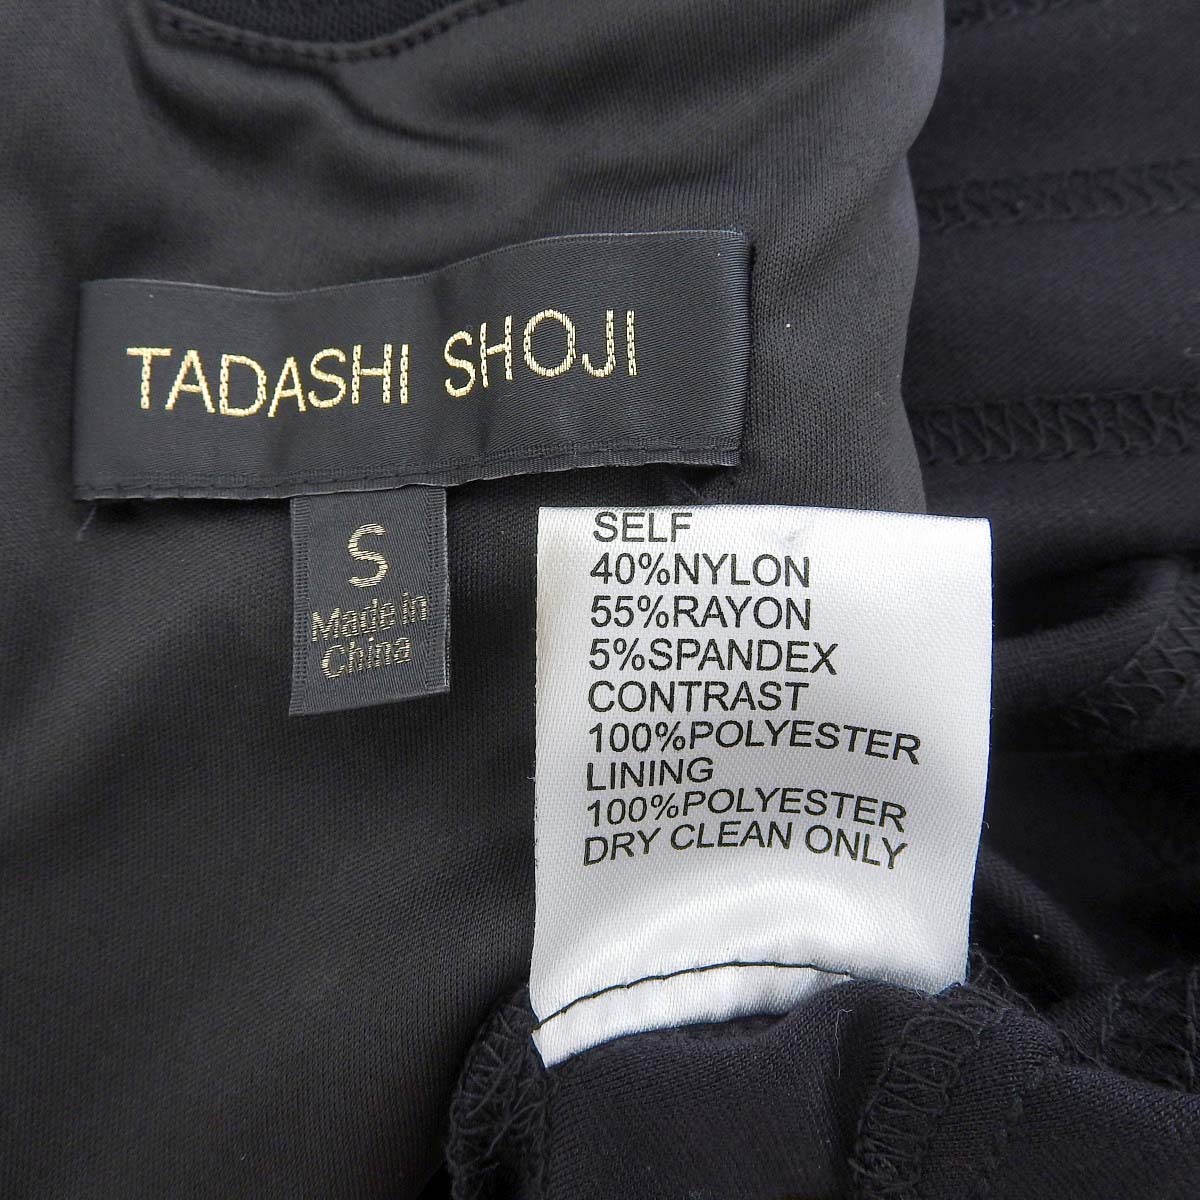 TADASHI SHOJI
S
Made in
China
SELF
40%NYLON
55%RAYON
5%SPANDEX
CONTRAST
100%POLYESTER
LINING
100%POLYESTER
DRY CLEAN ONLY